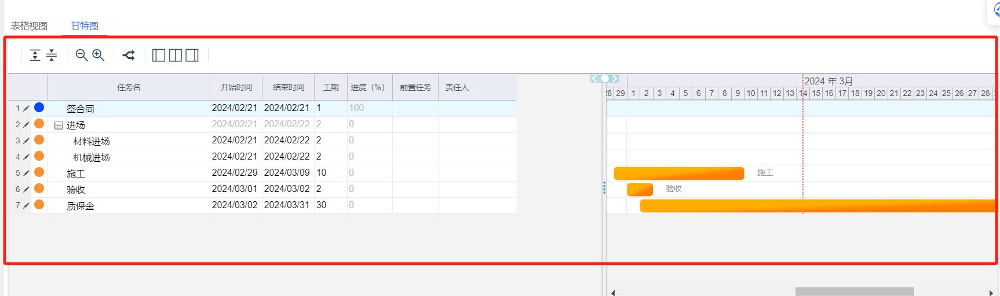 表格视图 甘特图
2024 年 3月
任务名 开始时间 结束时间 工期 进度（%） 前置任务 责任人
29 1 2 3 4 5 6 7 8 9 10 11 12 13 14 15 16 17 18 19 20 21 22 23 24 25 26 27 28
1 签合同 2024/02/21 2024/02/21 1 100
2 进场 2024/02/21 2024/02/22 2 0
3 材料进场 2024/02/21 2024/02/22 2 0
4 机械进场 2024/02/21 2024/02/22 2 0
5 施工 2024/02/29 2024/03/09 10 0 施工
6 验收 2024/03/01 2024/03/02 2 0 验收
7 质保金 2024/03/02 2024/03/31 30 0